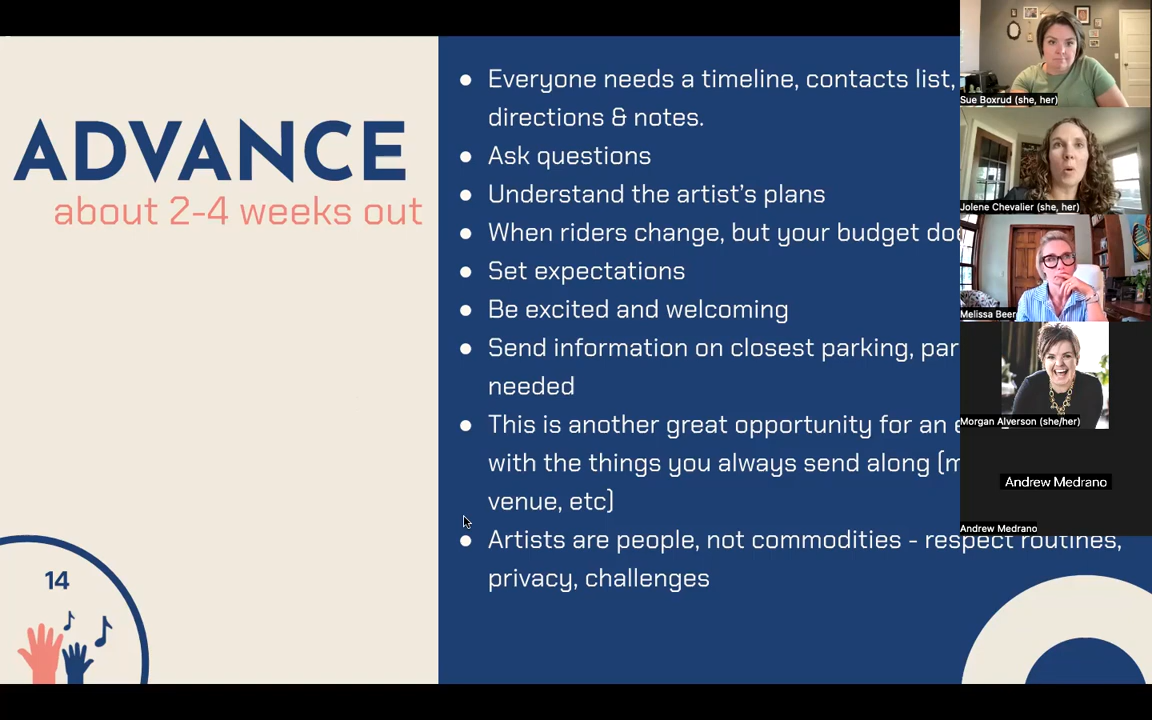 ADVANCE
about 2-4 weeks out
● Everyone needs a timeline, contacts list,
directions & notes.
● Ask questions
● Understand the artist's plans
● When riders change, but your budget
● Set expectations
● Be excited and welcoming
● Send information on closest parking,
needed
● This is another great opportunity for an
with the things you always send along
venue, etc)
● Artists are people, not commodities - respect routines,
privacy, challenges
14
Sue Boxrud (she, her)
Jolene Chevalier (she, her)
Melissa
Morgan Alverson (she/her)
Andrew Medrano
Andrew Medrano